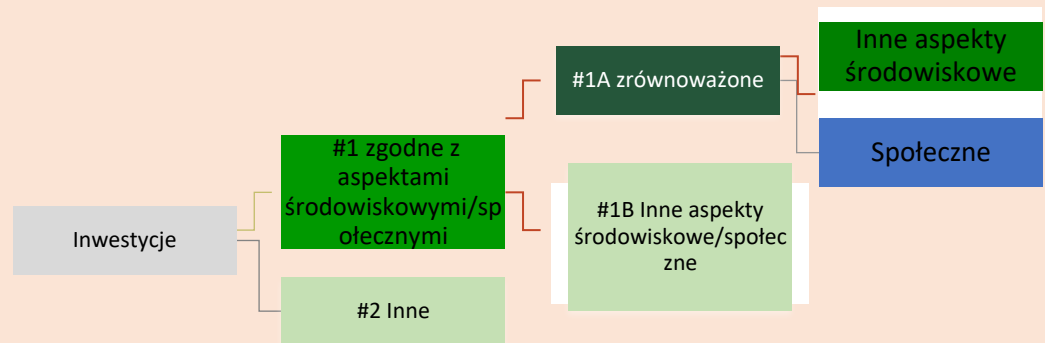 Inne aspekty
środowiskowe
#1A zrównoważone
Społeczne
#1 zgodne z
aspektami
środowiskowymi/sp
ołecznymi
#1B Inne aspekty
środowiskowe/społec
zne
Inwestycje
#2 Inne